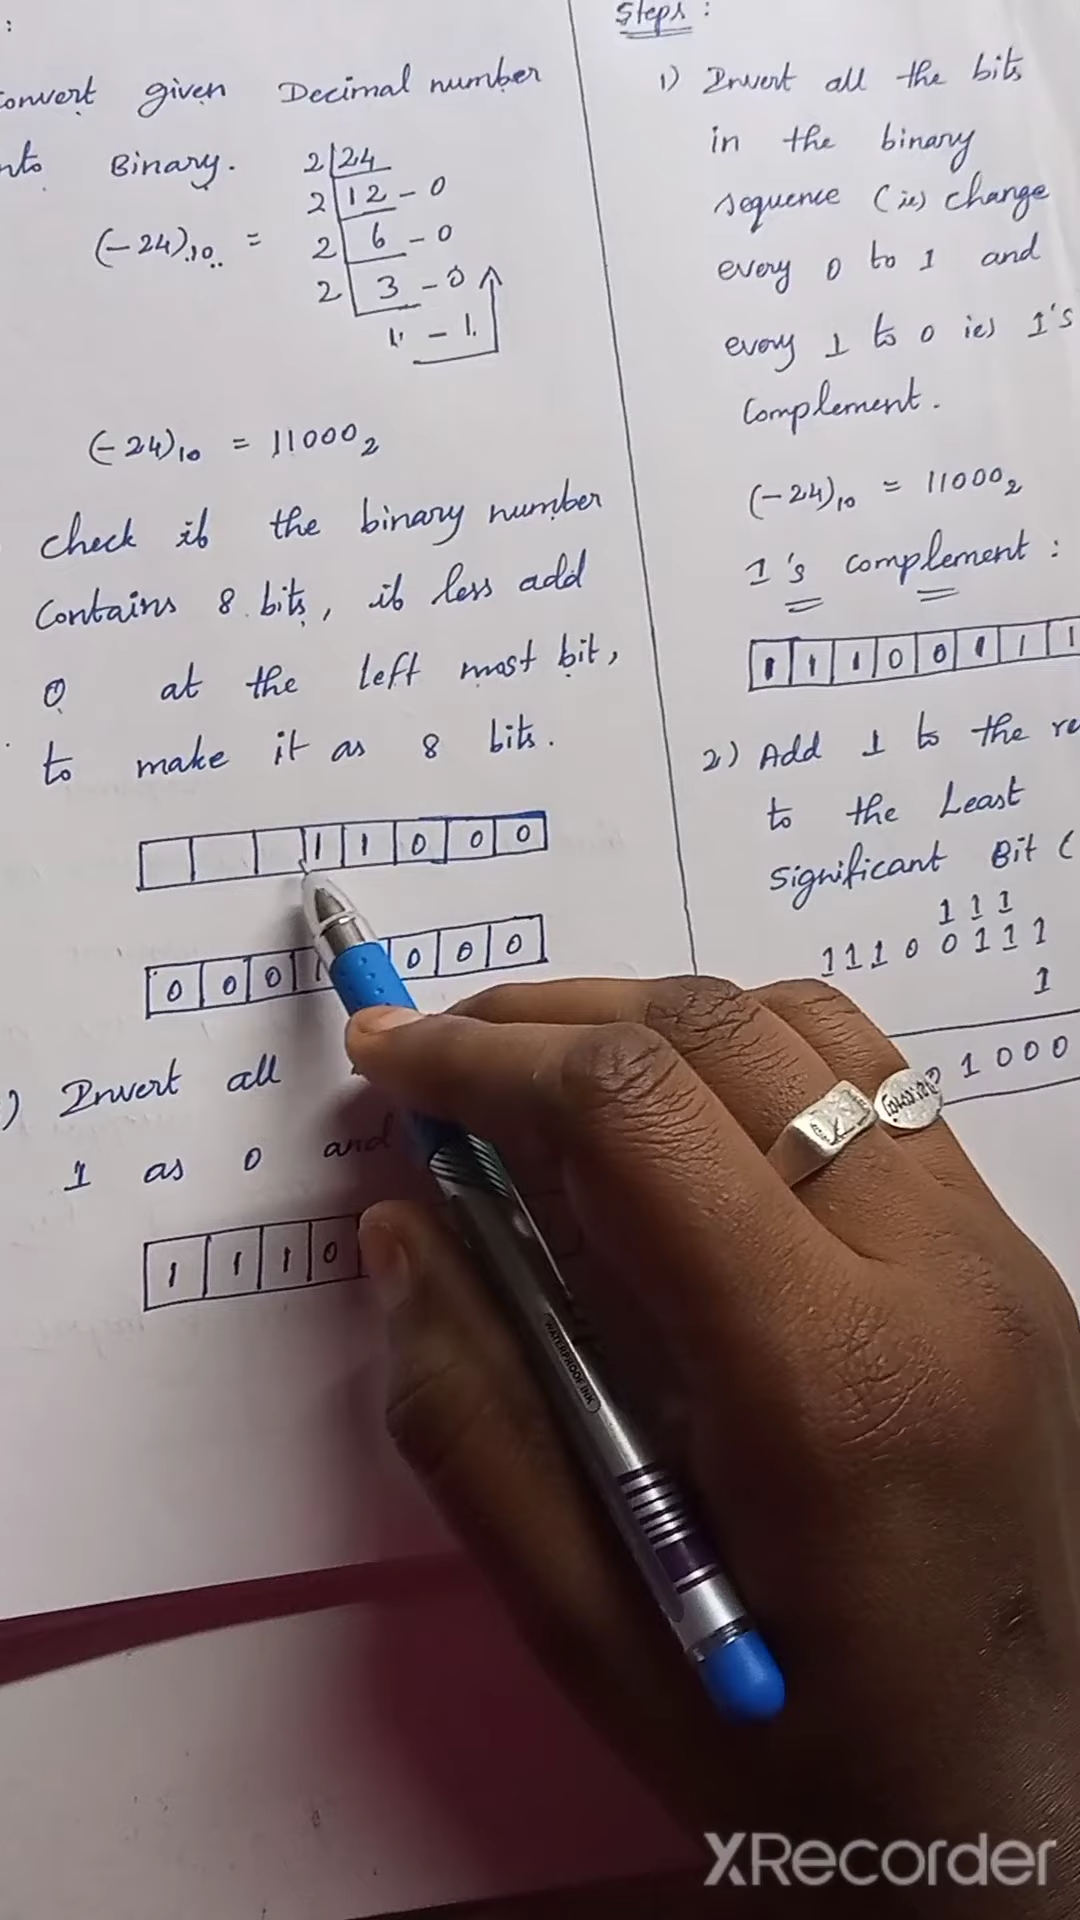 :
onvert given Decimal number
nto Binary.
2 24
2 12 - 0
(-24)10 =
2 6 - 0
2 3 - 0
1 - 1
(-24)10 = 110002
check if the binary number
Contains 8 bits, if less add
0 at the left most bit,
to make it as 8 bits.
1 1 0 0 0
0 0 0 1 0 0 0
) Invert all
1 as 0 and
1 1 1 0
Steps :
1) Invert all the bits
in the binary
sequence (ie) change
every 0 to 1 and
every 1 to 0 ie) 1's
Complement.
(-24)10 = 110002
1's complement :
1 1 1 0 0 1 1 1
2) Add 1 to the re
to the Least
Significant Bit (
1 1 1
1 1 1 0 0 1 1 1
1
1 0 0 0
WATERPROOF INK
XRecorder